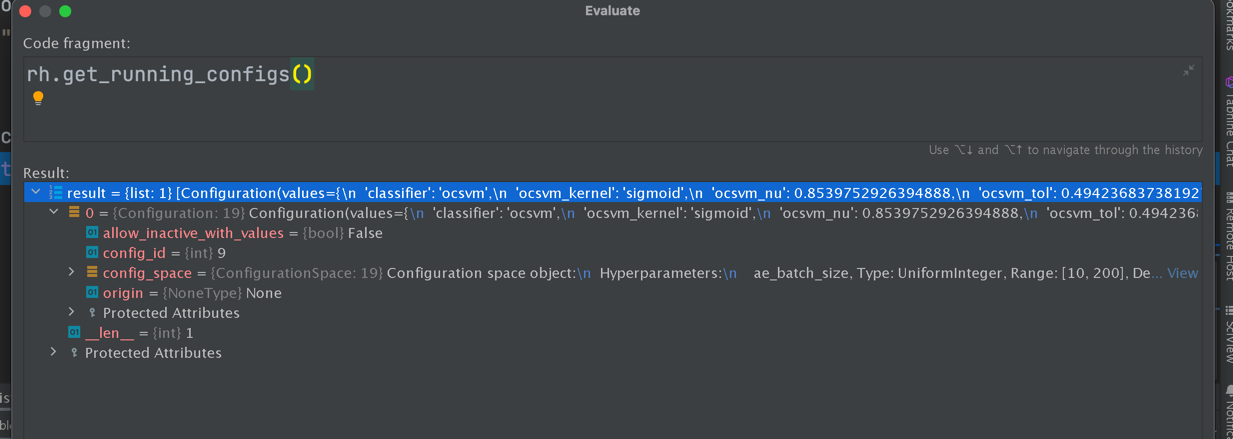 Evaluate
Code fragment:
rh.get_running_configs()
Use ⌥↓ and ⌥↑ to navigate through the history
Result:
result = {list: 1} [Configuration(values={\n  'classifier': 'ocsvm',\n  'ocsvm_kernel': 'sigmoid',\n  'ocsvm_nu': 0.8539752926394888,\n  'ocsvm_tol': 0.49423683738192
0 = {Configuration: 19} Configuration(values={\n  'classifier': 'ocsvm',\n  'ocsvm_kernel': 'sigmoid',\n  'ocsvm_nu': 0.8539752926394888,\n  'ocsvm_tol': 0.494236
allow_inactive_with_values = {bool} False
config_id = {int} 9
config_space = {ConfigurationSpace: 19} Configuration space object:\n  Hyperparameters:\n    ae_batch_size, Type: UniformInteger, Range: [10, 200], De... View
origin = {NoneType} None
Protected Attributes
__len__ = {int} 1
Protected Attributes
Tabnine Chat
Remote Host
SciView